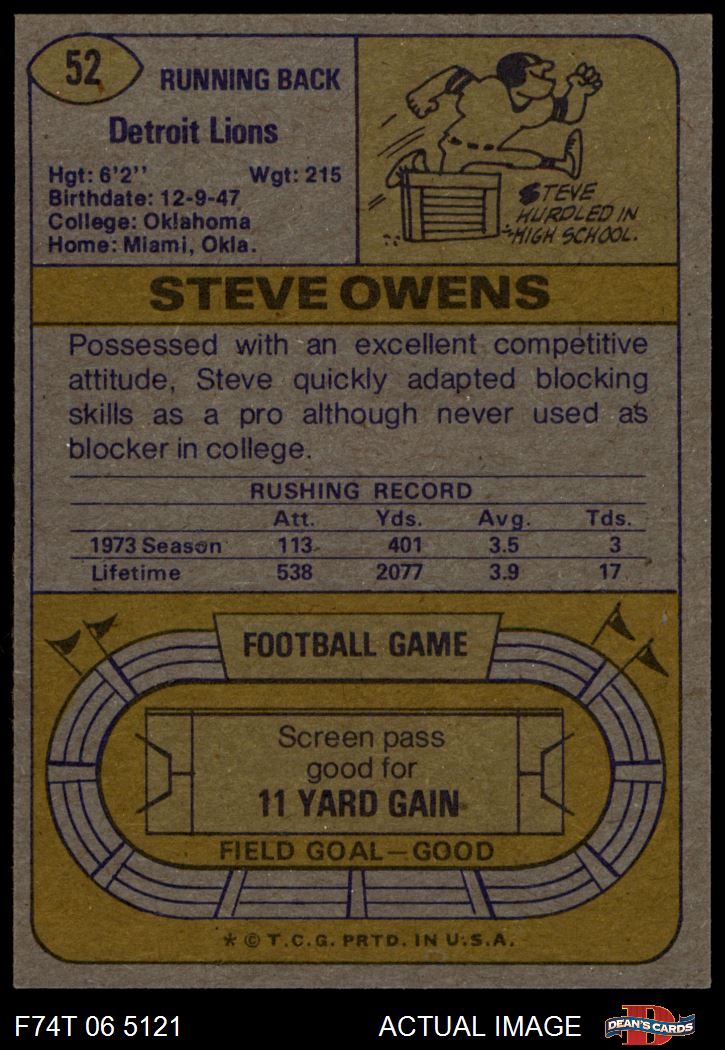 52
RUNNING BACK
Detroit Lions
Hgt: 6'2'' Wgt: 215
Birthdate: 12-9-47
College: Oklahoma
Home: Miami, Okla.
STEVE
HURDLED IN
HIGH SCHOOL.
STEVE OWENS
Possessed with an excellent competitive
attitude, Steve quickly adapted blocking
skills as a pro although never used as
blocker in college.
RUSHING RECORD
Att. Yds. Avg. Tds.
1973 Season 113 401 3.5 3
Lifetime 538 2077 3.9 17
FOOTBALL GAME
Screen pass
good for
11 YARD GAIN
FIELD GOAL—GOOD
* © T.C.G. PRTD. IN U.S.A.
F74T 06 5121 ACTUAL IMAGE
D
DEAN'S CARDS